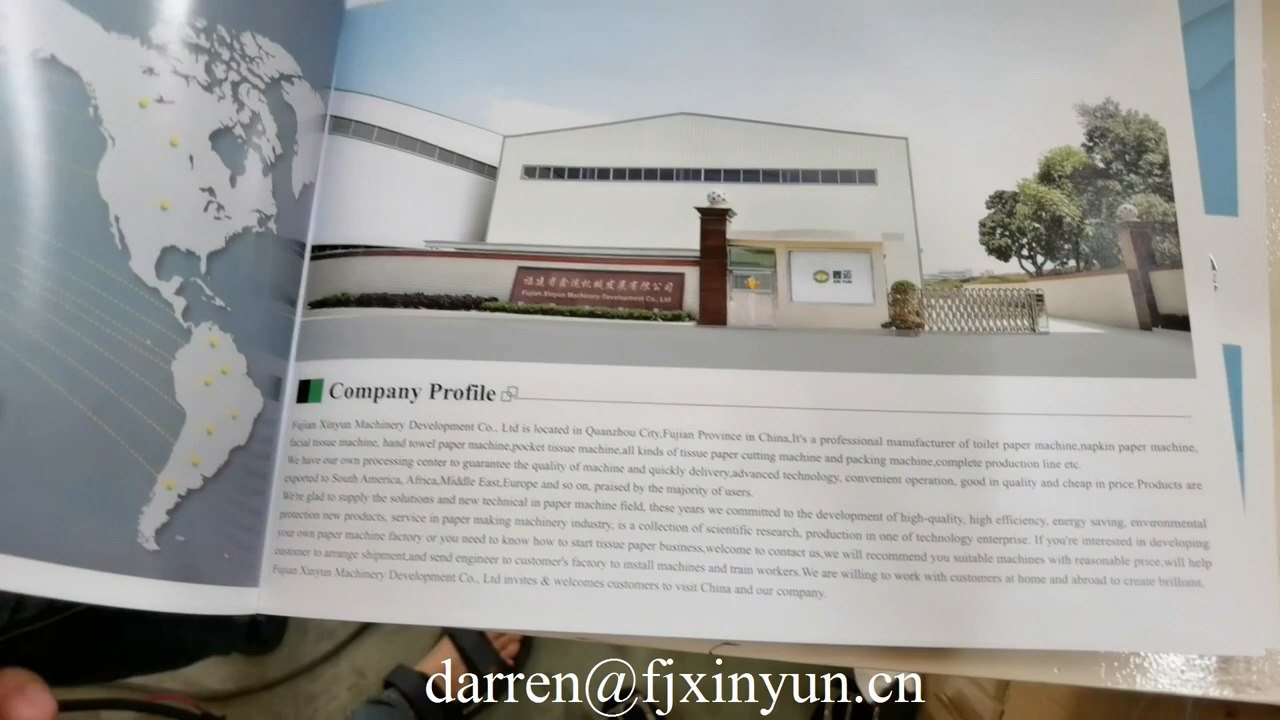 福建省鑫运机械发展有限公司
Fujian Xinyun Machinery Development Co., Ltd
鑫运
XIN YUN
Company Profile
Fujian Xinyun Machinery Development Co., Ltd is located in Quanzhou City,Fujian Province in China,It's a professional manufacturer of toilet paper machine,napkin paper machine,
facial tissue machine, hand towel paper machine,pocket tissue machine,all kinds of tissue paper cutting machine and packing machine,complete production line etc.
We have our own processing center to guarantee the quality of machine and quickly delivery,advanced technology, convenient operation, good in quality and cheap in price.Products are
exported to South America, Africa,Middle East,Europe and so on, praised by the majority of users.
We're glad to supply the solutions and new technical in paper machine field, these years we committed to the development of high-quality, high efficiency, energy saving, environmental
protection new products, service in paper making machinery industry, is a collection of scientific research, production in one of technology enterprise. If you're interested in developing
your own paper machine factory or you need to know how to start tissue paper business,welcome to contact us,we will recommend you suitable machines with reasonable price,will help
customer to arrange shipment,and send engineer to customer's factory to install machines and train workers.We are willing to work with customers at home and abroad to create brilliant.
Fujian Xinyun Machinery Development Co., Ltd invites & welcomes customers to visit China and our company.
darren@fjxinyun.cn